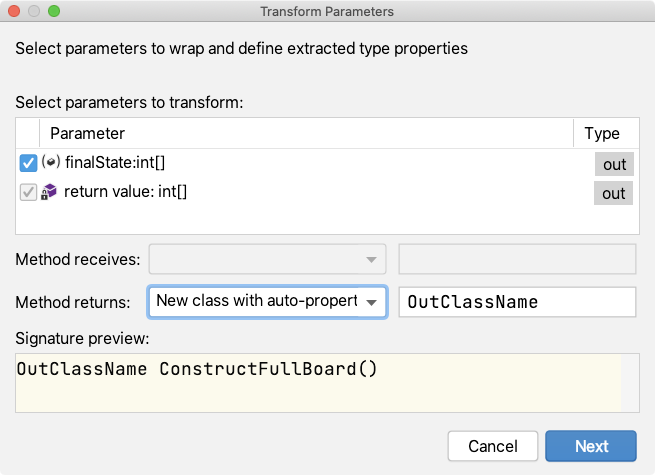 Transform Parameters
Select parameters to wrap and define extracted type properties
Select parameters to transform:
Parameter Type
finalState:int[] out
return value: int[] out
Method receives:
Method returns: New class with auto-propert OutClassName
Signature preview:
OutClassName ConstructFullBoard()
Cancel Next